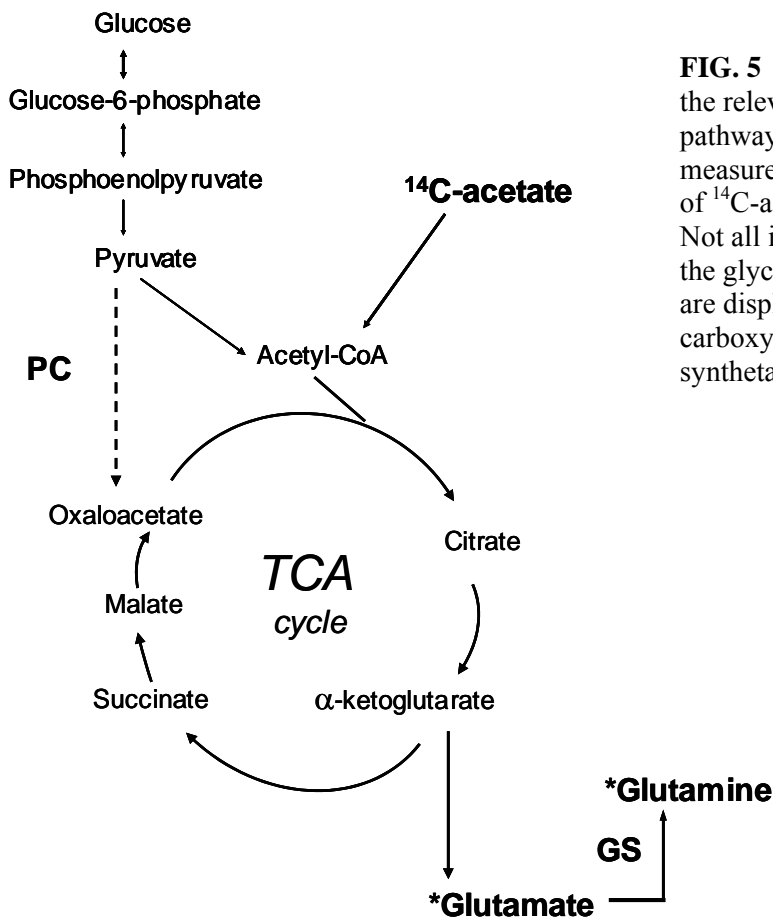 Glucose
Glucose-6-phosphate
Phosphoenolpyruvate
Pyruvate
¹⁴C-acetate
PC
Acetyl-CoA
Oxaloacetate
Citrate
TCA
cycle
Malate
Succinate
α-ketoglutarate
*Glutamine
GS
*Glutamate
FIG. 5
the relev
pathway
measure
of ¹⁴C-a
Not all i
the glyc
are displ
carboxy
syntheta